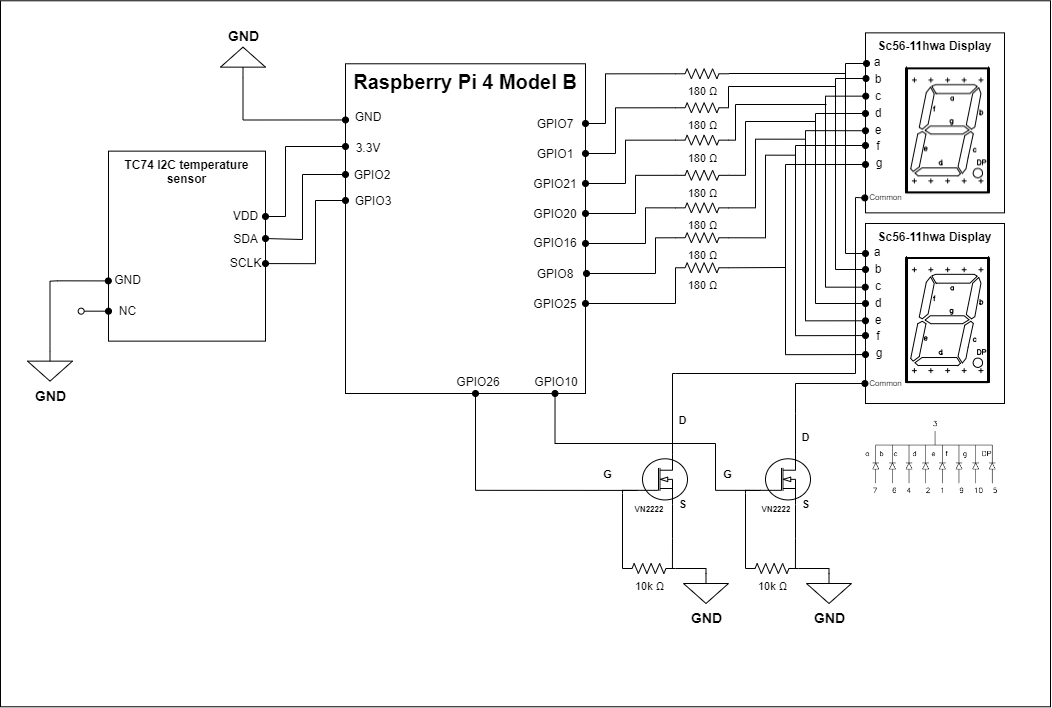 GND
Raspberry Pi 4 Model B
GND
3.3V
GPIO2
GPIO3
GPIO7
GPIO1
GPIO21
GPIO20
GPIO16
GPIO8
GPIO25
GPIO26
GPIO10
TC74 I2C temperature
sensor
VDD
SDA
SCLK
GND
NC
GND
180 Ω
180 Ω
180 Ω
180 Ω
180 Ω
180 Ω
180 Ω
Sc56-11hwa Display
a
b
c
d
e
f
g
Common
a
b
c
d
e
f
g
DP
Sc56-11hwa Display
a
b
c
d
e
f
g
Common
a
b
c
d
e
f
g
DP
D
G
S
VN2222
10k Ω
GND
D
G
S
VN2222
10k Ω
GND
3
a b c d e f g DP
7 6 4 2 1 9 10 5